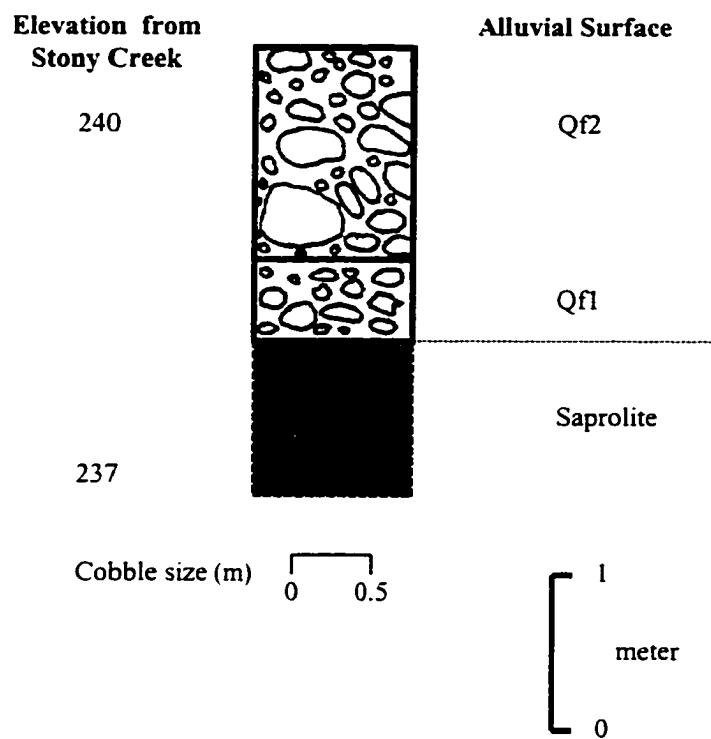 Elevation from
Stony Creek
Alluvial Surface
240
Qf2
Qf1
Saprolite
237
Cobble size (m)
0
0.5
1
meter
0